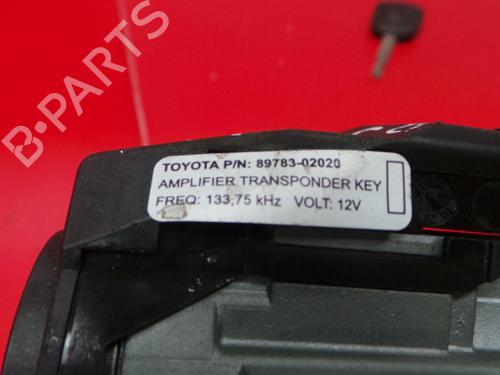 TOYOTA P/N: 89783-02020
AMPLIFIER TRANSPONDER KEY
FREQ: 133,75 kHz VOLT: 12V
B-PARTS